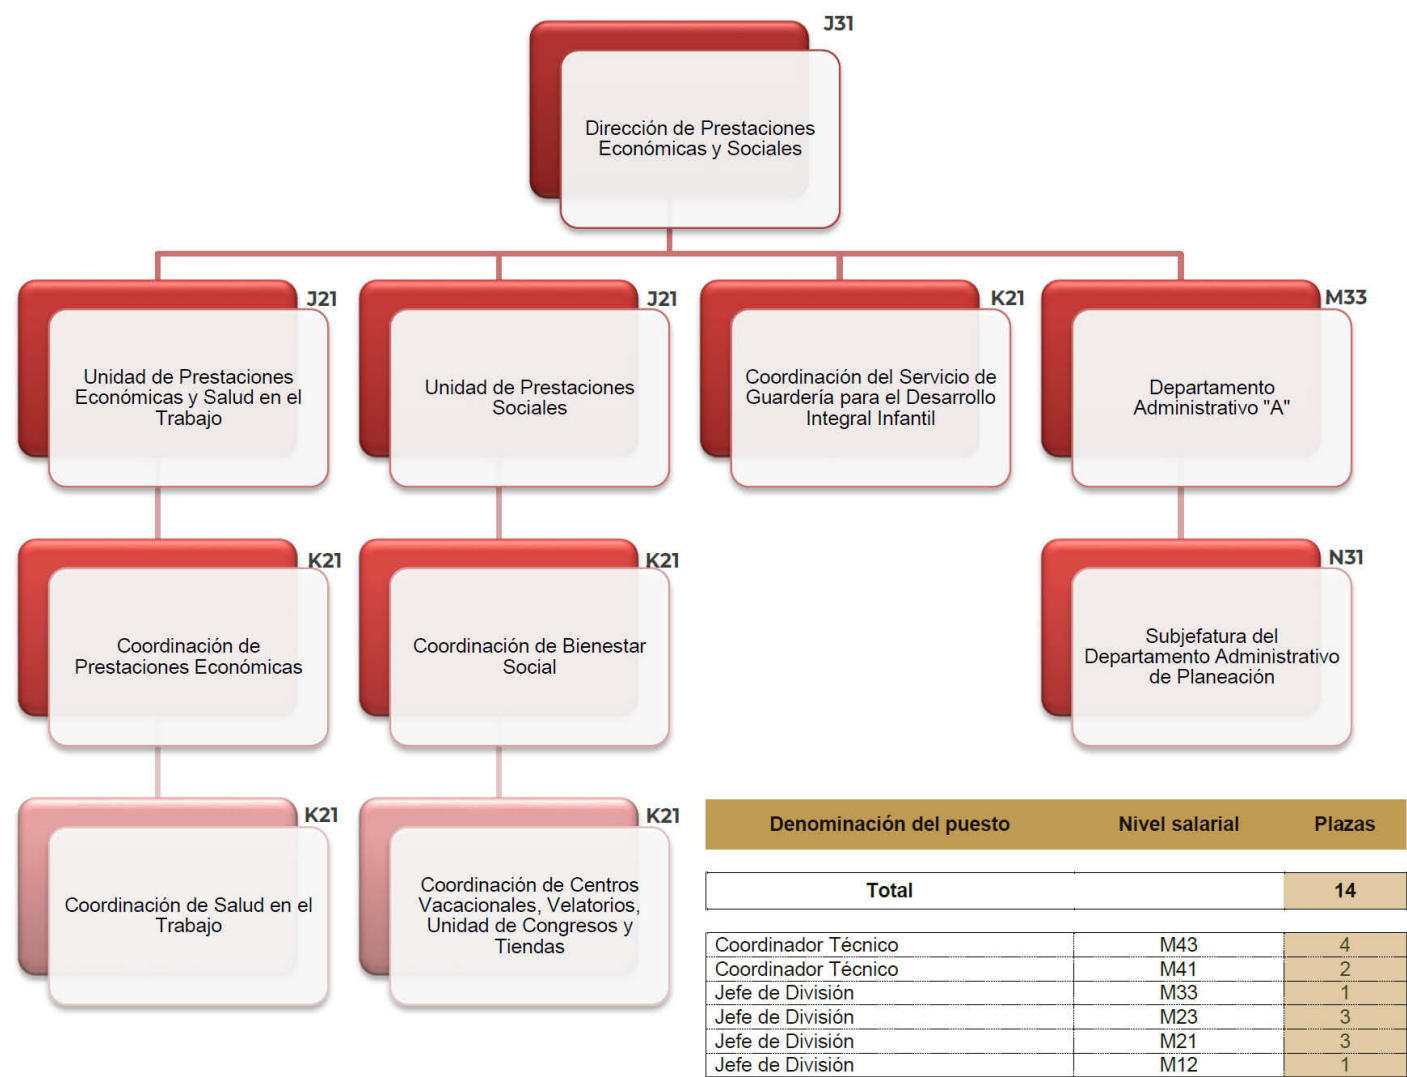 J31
Dirección de Prestaciones
Económicas y Sociales
J21
Unidad de Prestaciones
Económicas y Salud en el
Trabajo
J21
Unidad de Prestaciones
Sociales
K21
Coordinación del Servicio de
Guardería para el Desarrollo
Integral Infantil
M33
Departamento
Administrativo "A"
K21
Coordinación de
Prestaciones Económicas
K21
Coordinación de Bienestar
Social
N31
Subjefatura del
Departamento Administrativo
de Planeación
K21
Coordinación de Salud en el
Trabajo
K21
Coordinación de Centros
Vacacionales, Velatorios,
Unidad de Congresos y
Tiendas
Denominación del puesto Nivel salarial Plazas
Total 14
Coordinador Técnico M43 4
Coordinador Técnico M41 2
Jefe de División M33 1
Jefe de División M23 3
Jefe de División M21 3
Jefe de División M12 1